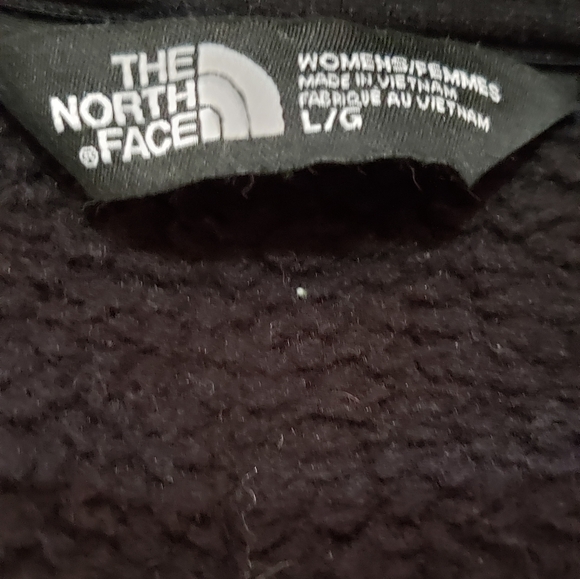 THE
NORTH
®FACE
WOMENS/FEMMES
MADE IN VIETNAM
FABRIQUÉ AU VIETNAM
L/G